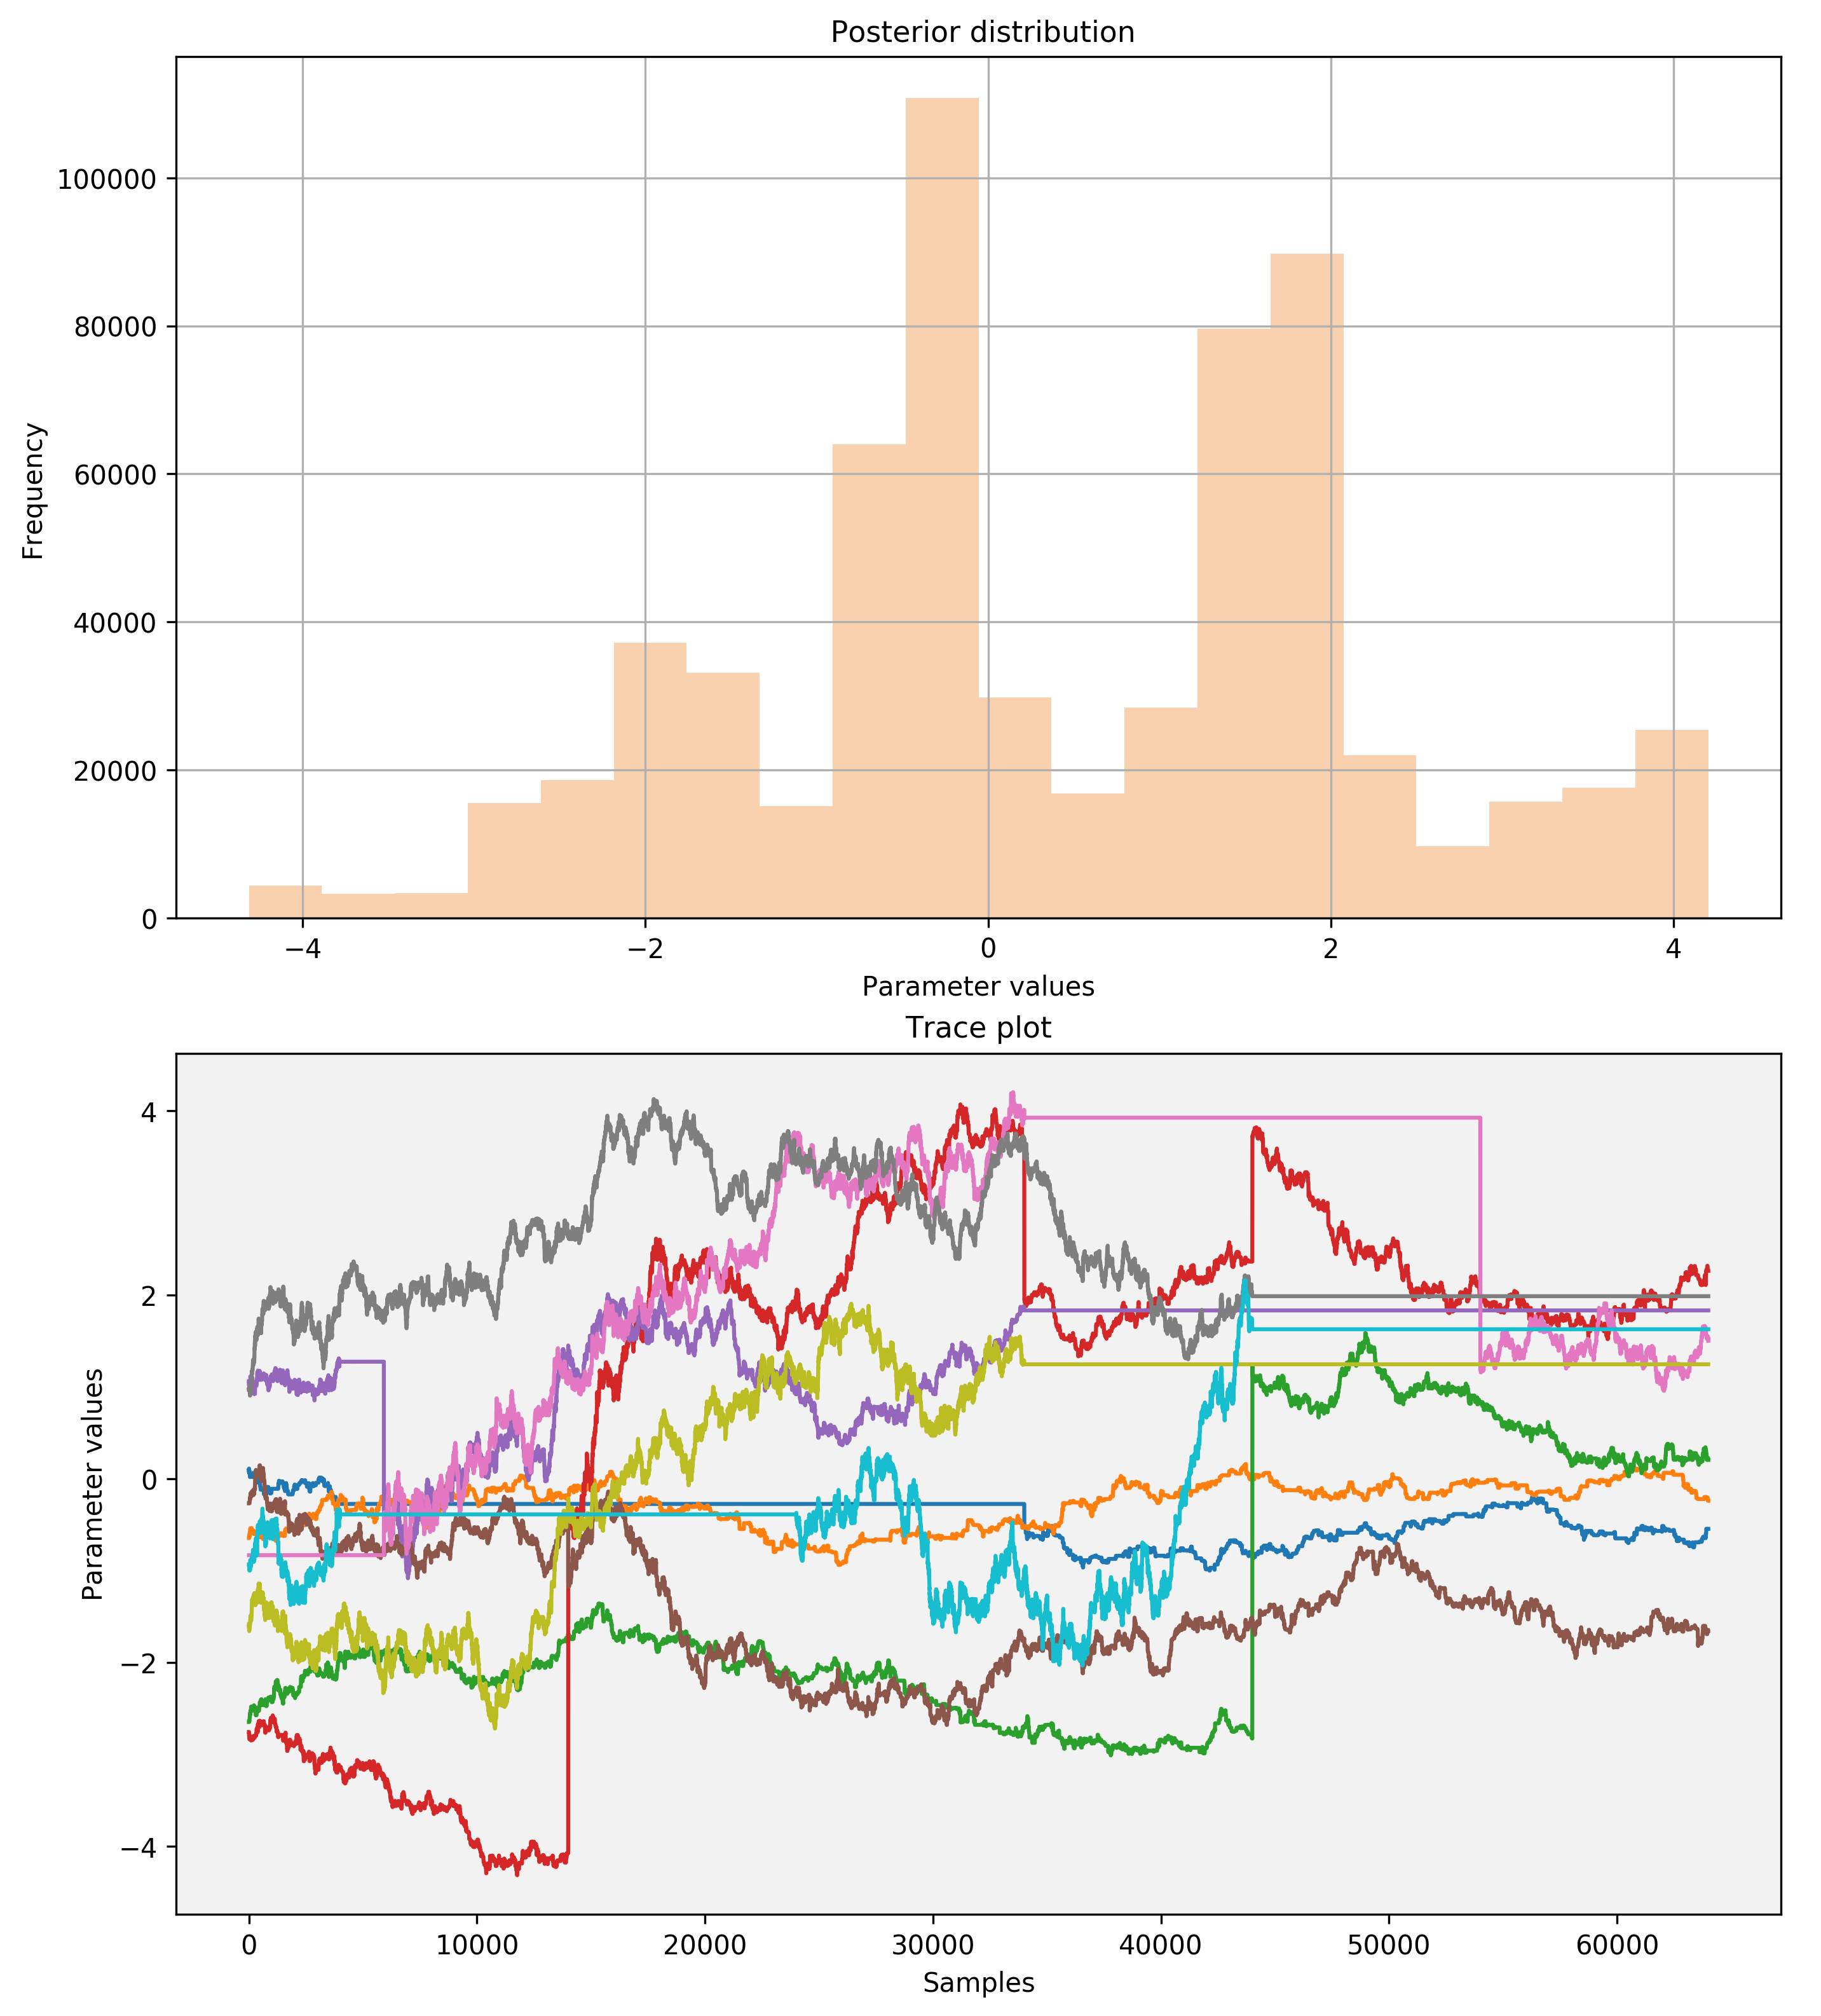 Posterior distribution
Frequency
100000
80000
60000
40000
20000
0
−4 −2 0 2 4
Parameter values
Trace plot
Parameter values
4
2
0
−2
−4
0 10000 20000 30000 40000 50000 60000
Samples